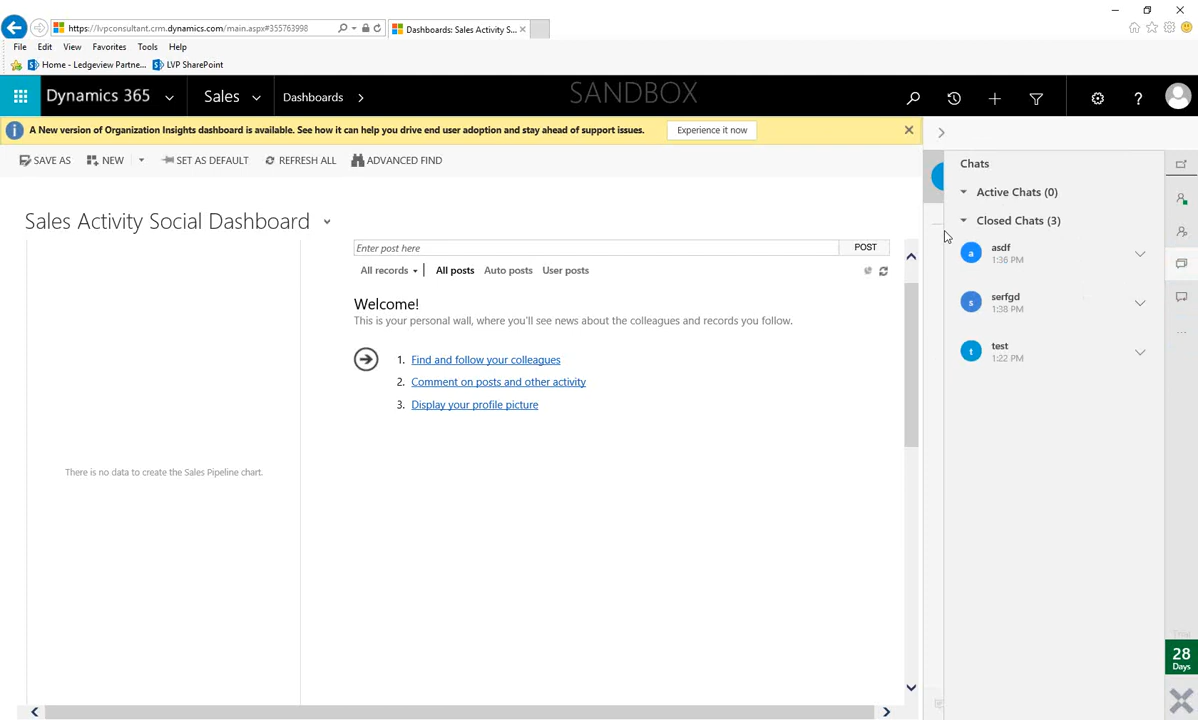 https://lvpconsultant.crm.dynamics.com/main.aspx#355763998
Dashboards: Sales Activity S...
File Edit View Favorites Tools Help
Home - Ledgeview Partne... LVP SharePoint
Dynamics 365 Sales Dashboards
SANDBOX
A New version of Organization Insights dashboard is available. See how it can help you drive end user adoption and stay ahead of support issues.
Experience it now
SAVE AS NEW SET AS DEFAULT REFRESH ALL ADVANCED FIND
Sales Activity Social Dashboard
There is no data to create the Sales Pipeline chart.
Enter post here
POST
All records All posts Auto posts User posts
Welcome!
This is your personal wall, where you'll see news about the colleagues and records you follow.
1. Find and follow your colleagues
2. Comment on posts and other activity
3. Display your profile picture
Chats
Active Chats (0)
Closed Chats (3)
a
asdf
1:36 PM
s
serfgd
1:38 PM
t
test
1:22 PM
28
Days